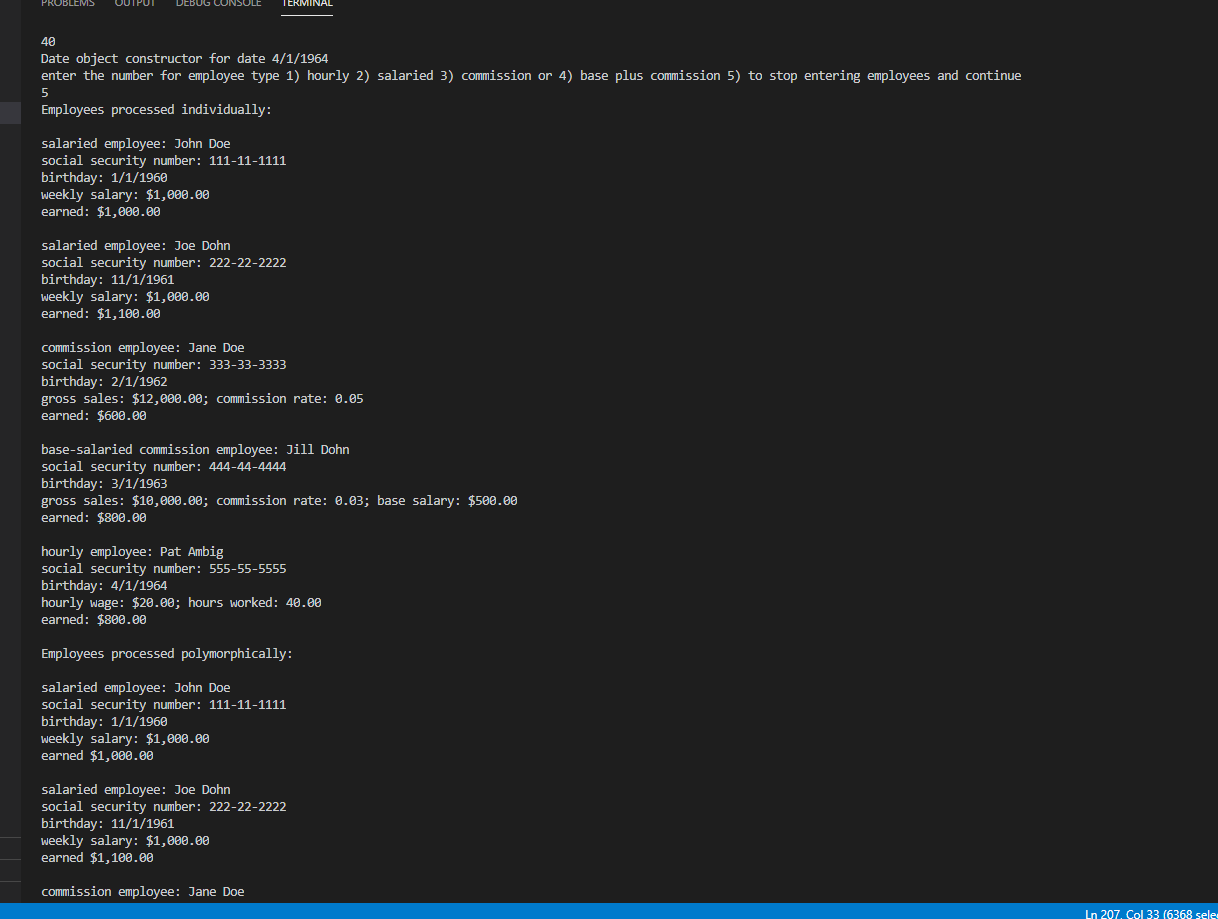 PROBLEMS OUTPUT DEBUG CONSOLE TERMINAL
40
Date object constructor for date 4/1/1964
enter the number for employee type 1) hourly 2) salaried 3) commission or 4) base plus commission 5) to stop entering employees and continue
5
Employees processed individually:
salaried employee: John Doe
social security number: 111-11-1111
birthday: 1/1/1960
weekly salary: $1,000.00
earned: $1,000.00
salaried employee: Joe Dohn
social security number: 222-22-2222
birthday: 11/1/1961
weekly salary: $1,000.00
earned: $1,100.00
commission employee: Jane Doe
social security number: 333-33-3333
birthday: 2/1/1962
gross sales: $12,000.00; commission rate: 0.05
earned: $600.00
base-salaried commission employee: Jill Dohn
social security number: 444-44-4444
birthday: 3/1/1963
gross sales: $10,000.00; commission rate: 0.03; base salary: $500.00
earned: $800.00
hourly employee: Pat Ambig
social security number: 555-55-5555
birthday: 4/1/1964
hourly wage: $20.00; hours worked: 40.00
earned: $800.00
Employees processed polymorphically:
salaried employee: John Doe
social security number: 111-11-1111
birthday: 1/1/1960
weekly salary: $1,000.00
earned $1,000.00
salaried employee: Joe Dohn
social security number: 222-22-2222
birthday: 11/1/1961
weekly salary: $1,000.00
earned $1,100.00
commission employee: Jane Doe
Ln 207, Col 33 (6368 selec